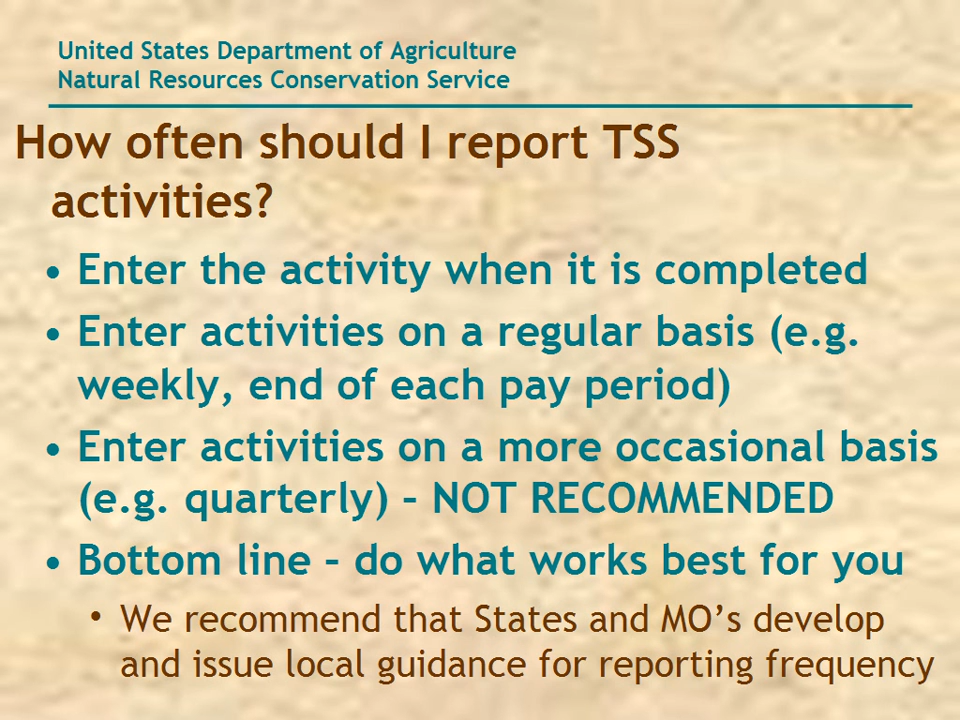 United States Department of Agriculture
Natural Resources Conservation Service
How often should I report TSS
activities?
• Enter the activity when it is completed
• Enter activities on a regular basis (e.g.
weekly, end of each pay period)
• Enter activities on a more occasional basis
(e.g. quarterly) – NOT RECOMMENDED
• Bottom line – do what works best for you
• We recommend that States and MO’s develop
and issue local guidance for reporting frequency